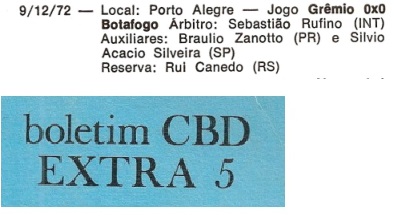 9/12/72 — Local: Porto Alegre — Jogo Grêmio 0x0
Botafogo Árbitro: Sebastião Rufino (INT)
Auxiliares: Braulio Zanotto (PR) e Silvio
Acacio Silveira (SP)
Reserva: Rui Canedo (RS)
boletim CBD
EXTRA 5